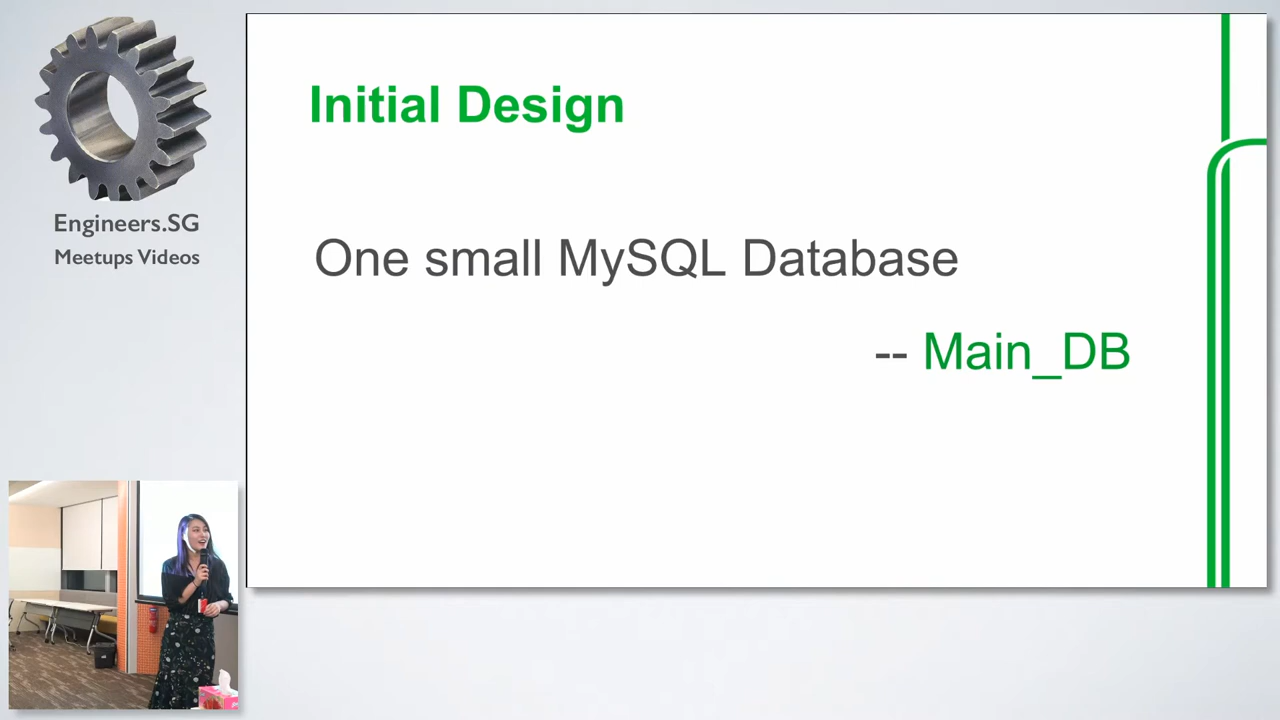 Engineers.SG
Meetups Videos
Initial Design
One small MySQL Database
-- Main_DB